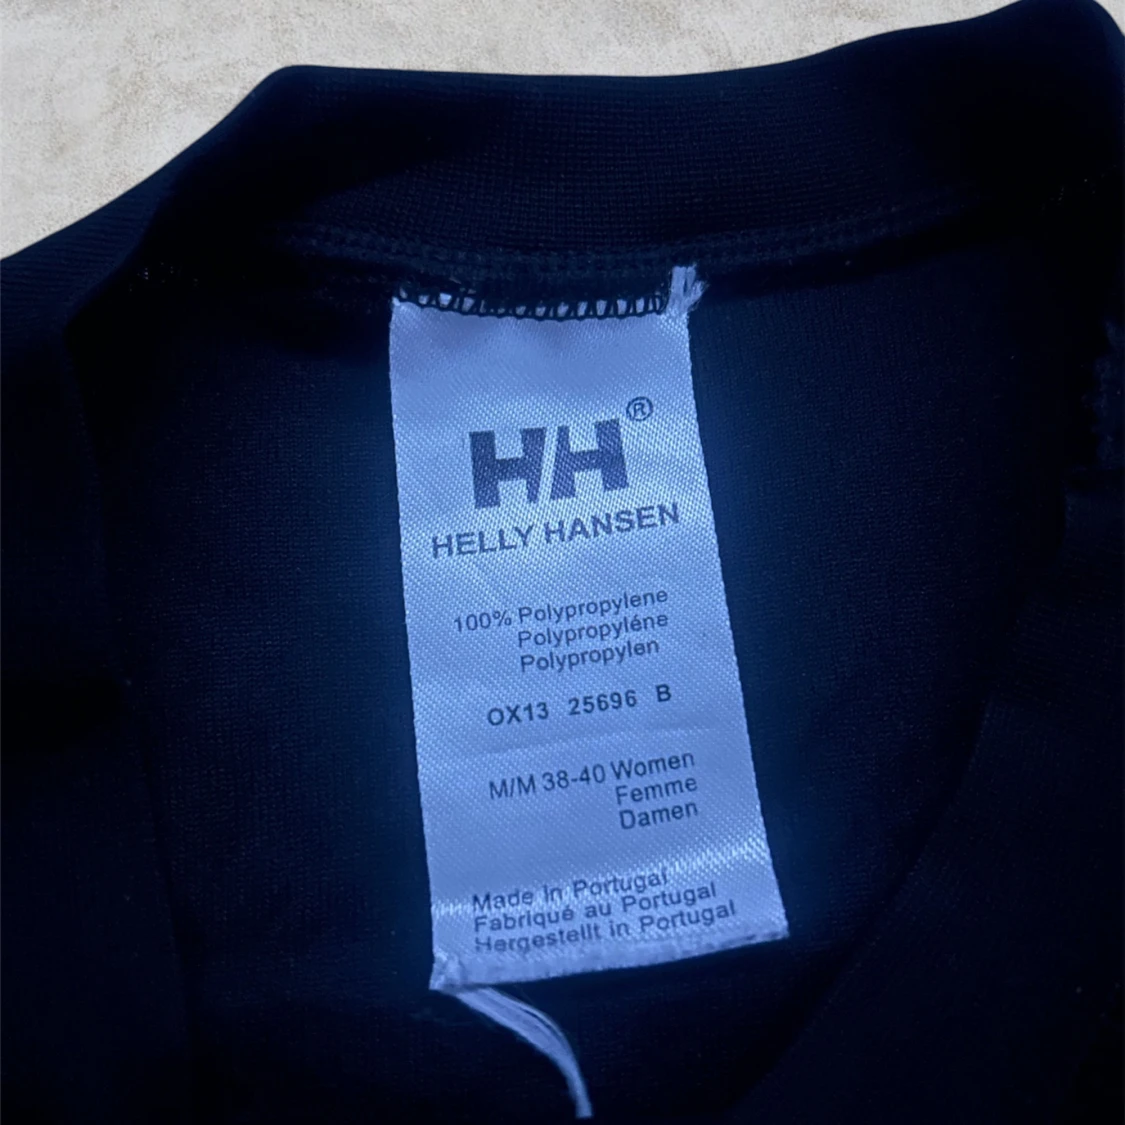 HH®
HELLY HANSEN
100% Polypropylene
Polypropyléne
Polypropylen
OX13 25696 B
M/M 38-40 Women
Femme
Damen
Made in Portugal
Fabriqué au Portugal
Hergestellt in Portugal